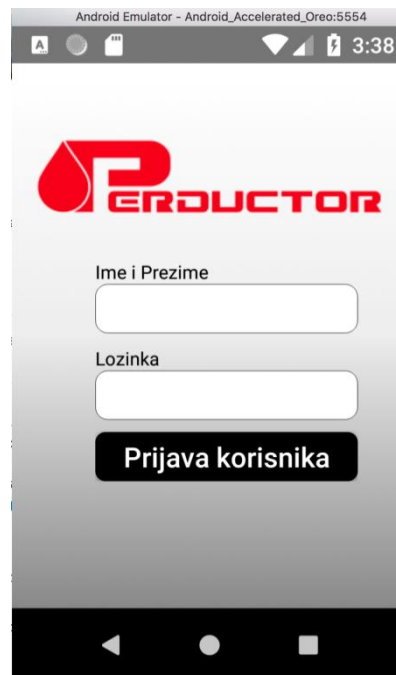 Android Emulator - Android_Accelerated_Oreo:5554
A 3:38
PERDUCTOR
Ime i Prezime
Lozinka
Prijava korisnika